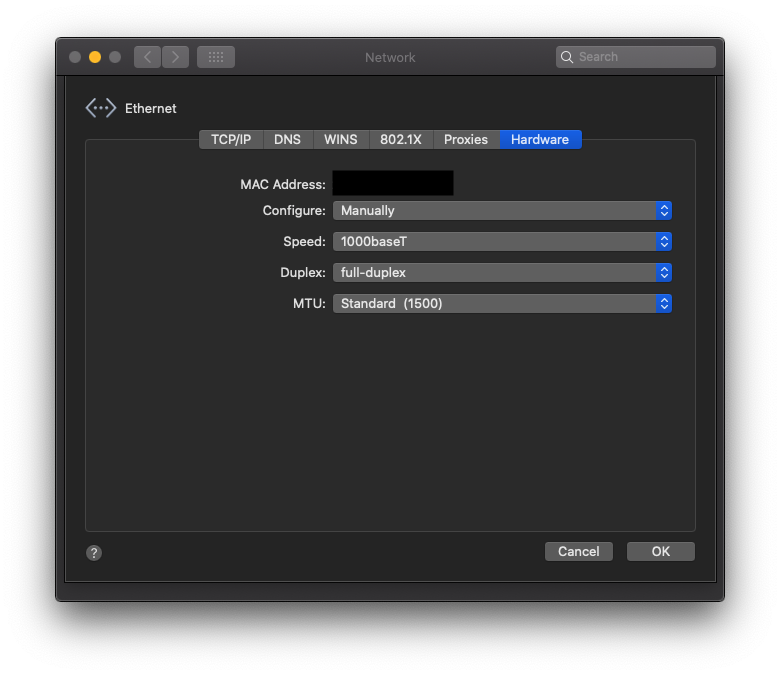 Network
Search
Ethernet
TCP/IP DNS WINS 802.1X Proxies Hardware
MAC Address:
Configure: Manually
Speed: 1000baseT
Duplex: full-duplex
MTU: Standard (1500)
? Cancel OK